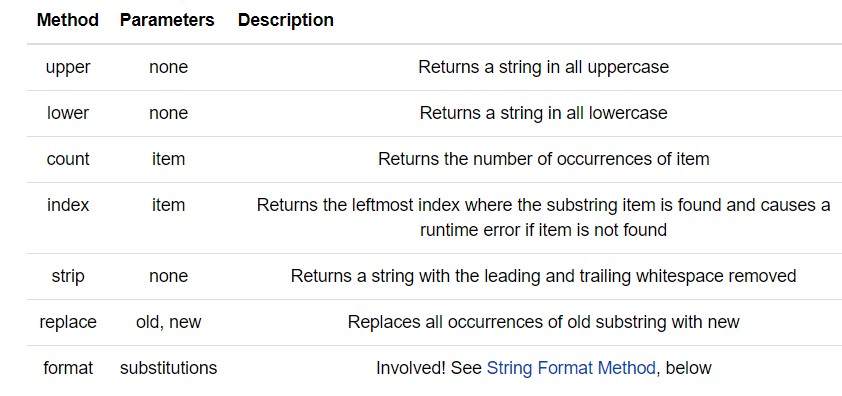 Method Parameters Description
upper none Returns a string in all uppercase
lower none Returns a string in all lowercase
count item Returns the number of occurrences of item
index item Returns the leftmost index where the substring item is found and causes a
runtime error if item is not found
strip none Returns a string with the leading and trailing whitespace removed
replace old, new Replaces all occurrences of old substring with new
format substitutions Involved! See String Format Method, below